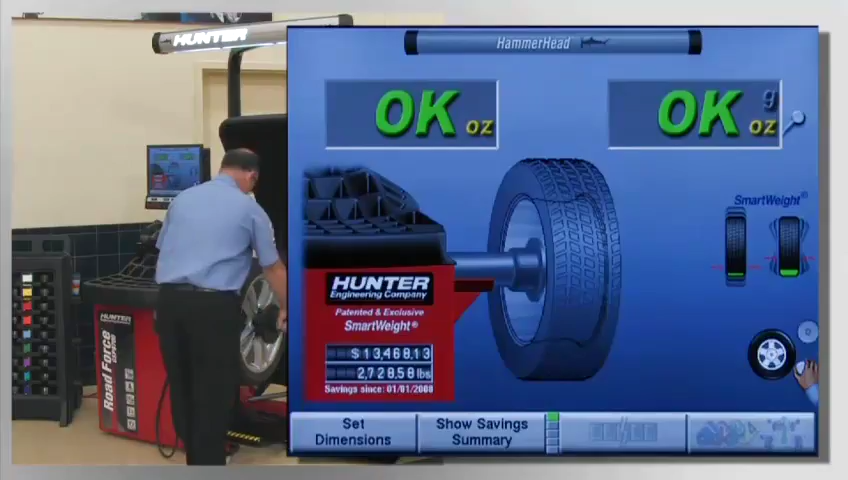 HUNTER
HammerHead
OK oz
OK g oz
SmartWeight®
HUNTER
Engineering Company
Patented & Exclusive
SmartWeight®
$13,468.13
2,728.58 lbs
Savings since: 01/01/2008
HUNTER
Road Force
Set
Dimensions
Show Savings
Summary